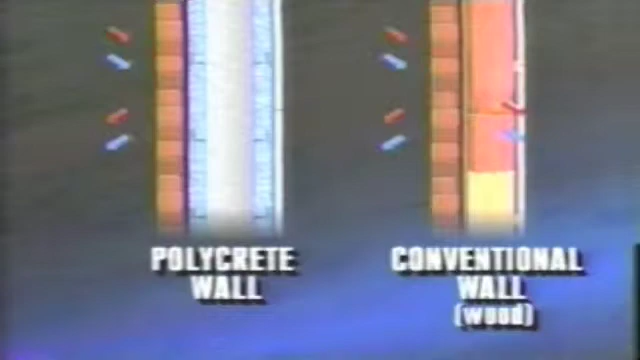 POLYCRETE
WALL
CONVENTIONAL
WALL
(wood)